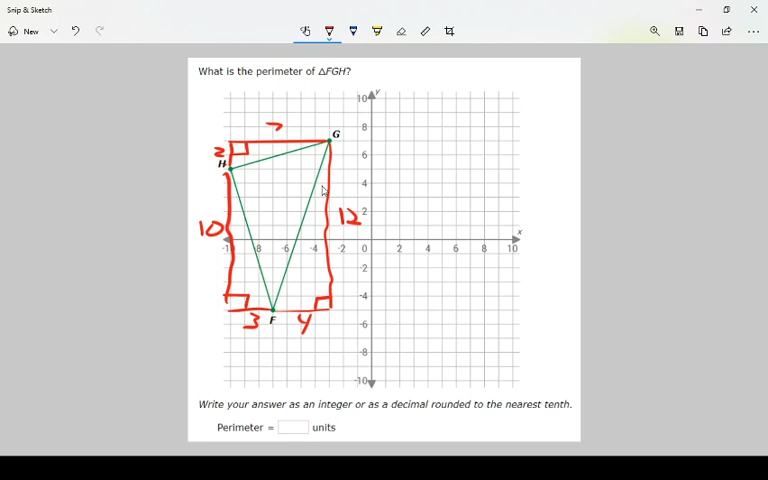 Snip & Sketch
New
What is the perimeter of △FGH?
y
10
7
G
8
2
6
H
4
10
12
2
x
-1
-8
-6
-4
-2
0
2
4
6
8
10
-2
-4
3
F
4
-6
-8
-10
Write your answer as an integer or as a decimal rounded to the nearest tenth.
Perimeter = units